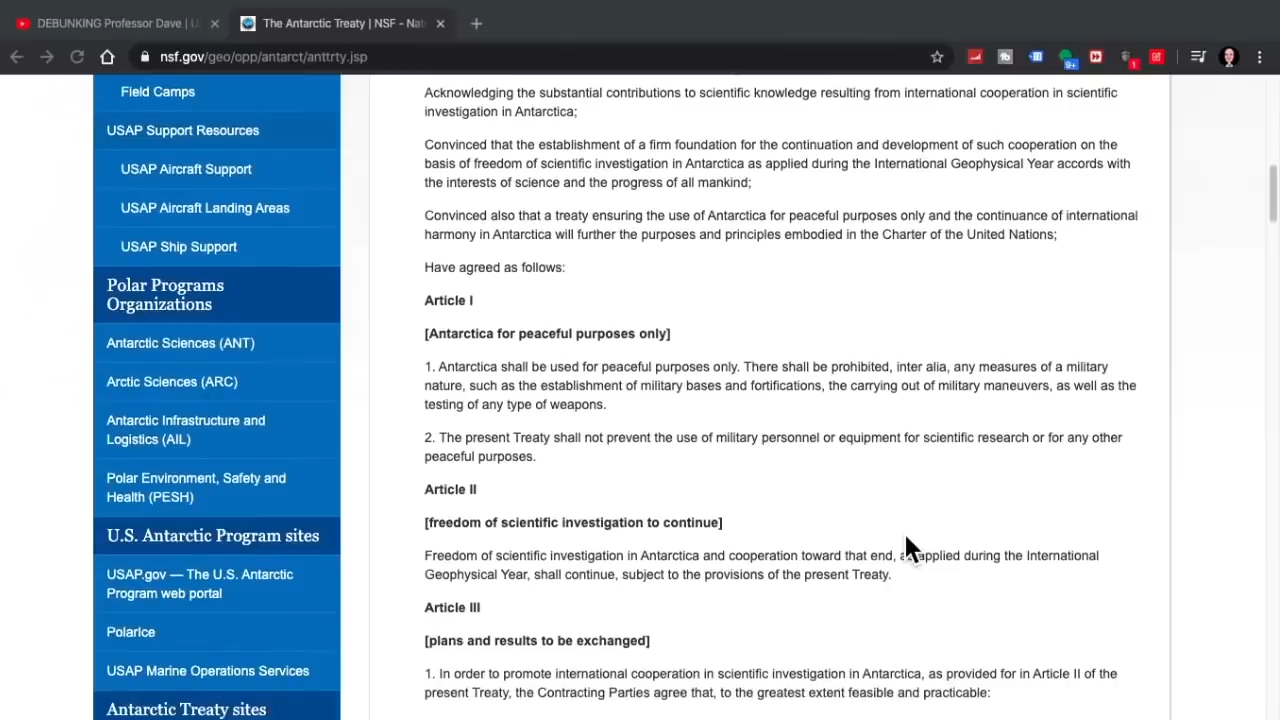 DEBUNKING Professor Dave | U
The Antarctic Treaty | NSF - Nat
nsf.gov/geo/opp/antarct/anttrty.jsp
tb
9+
1
Field Camps
USAP Support Resources
USAP Aircraft Support
USAP Aircraft Landing Areas
USAP Ship Support
Polar Programs
Organizations
Antarctic Sciences (ANT)
Arctic Sciences (ARC)
Antarctic Infrastructure and
Logistics (AIL)
Polar Environment, Safety and
Health (PESH)
U.S. Antarctic Program sites
USAP.gov — The U.S. Antarctic
Program web portal
PolarIce
USAP Marine Operations Services
Antarctic Treaty sites
Acknowledging the substantial contributions to scientific knowledge resulting from international cooperation in scientific
investigation in Antarctica;
Convinced that the establishment of a firm foundation for the continuation and development of such cooperation on the
basis of freedom of scientific investigation in Antarctica as applied during the International Geophysical Year accords with
the interests of science and the progress of all mankind;
Convinced also that a treaty ensuring the use of Antarctica for peaceful purposes only and the continuance of international
harmony in Antarctica will further the purposes and principles embodied in the Charter of the United Nations;
Have agreed as follows:
Article I
[Antarctica for peaceful purposes only]
1. Antarctica shall be used for peaceful purposes only. There shall be prohibited, inter alia, any measures of a military
nature, such as the establishment of military bases and fortifications, the carrying out of military maneuvers, as well as the
testing of any type of weapons.
2. The present Treaty shall not prevent the use of military personnel or equipment for scientific research or for any other
peaceful purposes.
Article II
[freedom of scientific investigation to continue]
Freedom of scientific investigation in Antarctica and cooperation toward that end, as applied during the International
Geophysical Year, shall continue, subject to the provisions of the present Treaty.
Article III
[plans and results to be exchanged]
1. In order to promote international cooperation in scientific investigation in Antarctica, as provided for in Article II of the
present Treaty, the Contracting Parties agree that, to the greatest extent feasible and practicable: